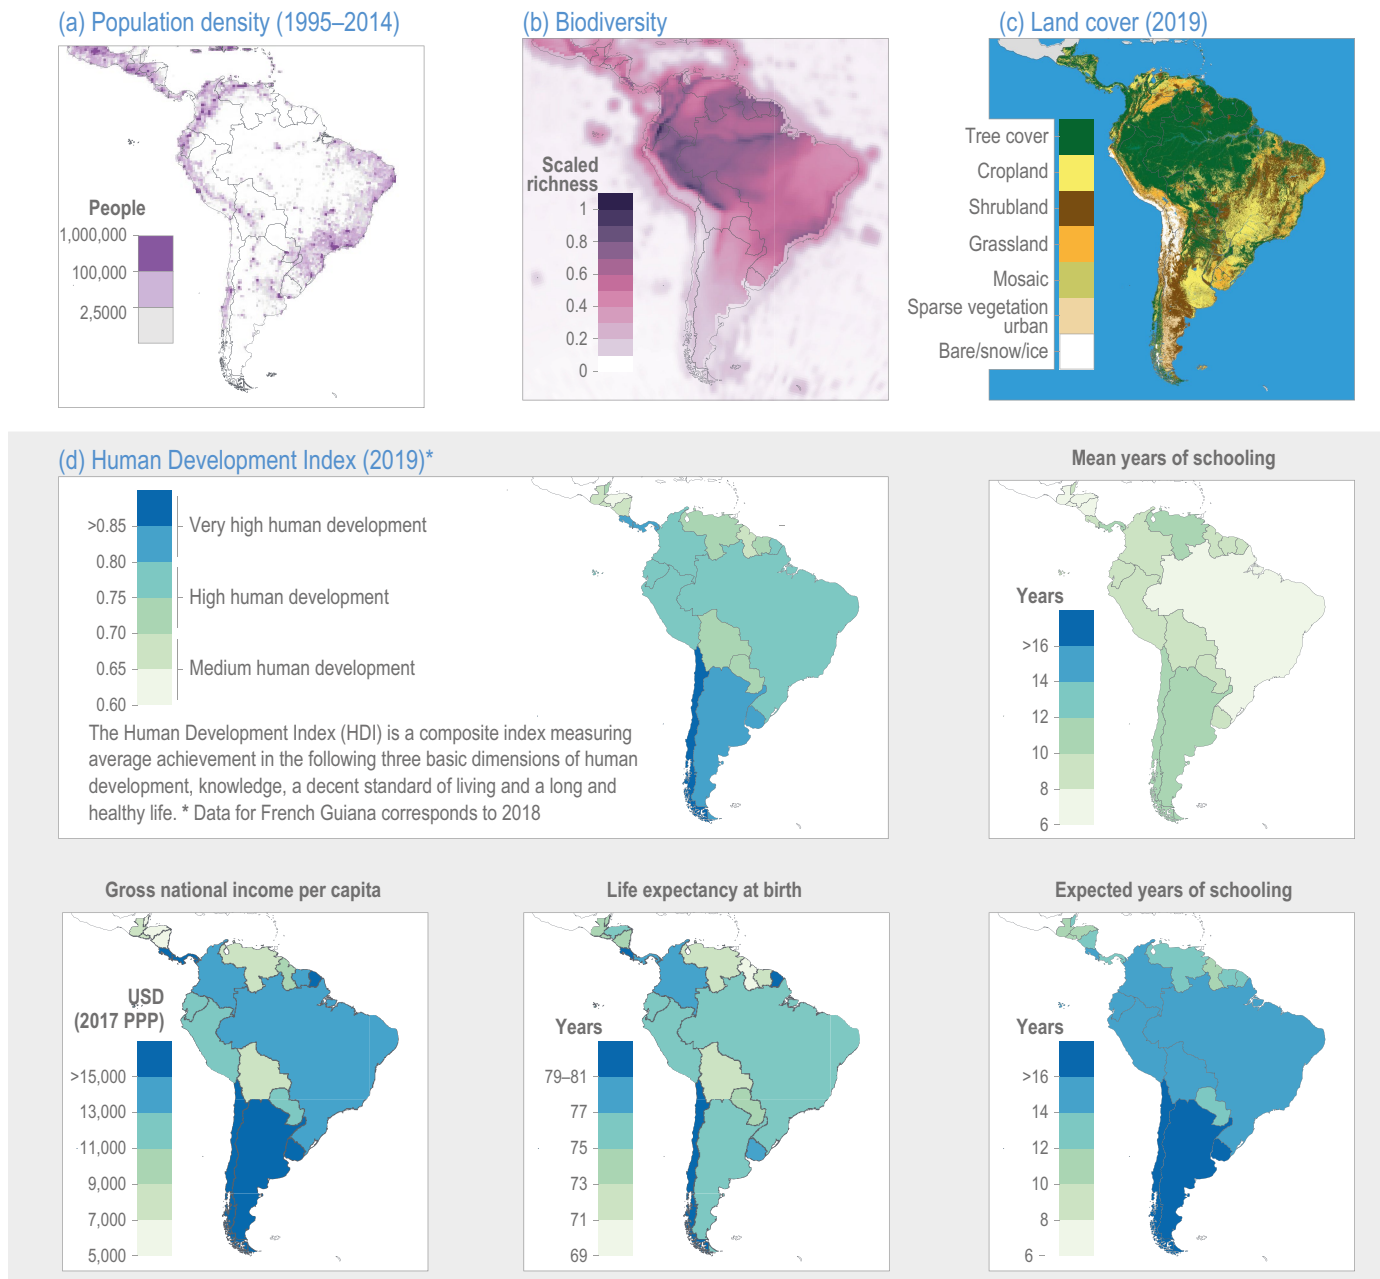 (a) Population density (1995–2014)
People
1,000,000
100,000
2,5000
(b) Biodiversity
Scaled
richness
1
0.8
0.6
0.4
0.2
0
(c) Land cover (2019)
Tree cover
Cropland
Shrubland
Grassland
Mosaic
Sparse vegetation
urban
Bare/snow/ice
(d) Human Development Index (2019)*
>0.85
0.80
0.75
0.70
0.65
0.60
Very high human development
High human development
Medium human development
The Human Development Index (HDI) is a composite index measuring
average achievement in the following three basic dimensions of human
development, knowledge, a decent standard of living and a long and
healthy life. * Data for French Guiana corresponds to 2018
Mean years of schooling
Years
>16
14
12
10
8
6
Gross national income per capita
USD
(2017 PPP)
>15,000
13,000
11,000
9,000
7,000
5,000
Life expectancy at birth
Years
79–81
77
75
73
71
69
Expected years of schooling
Years
>16
14
12
10
8
6